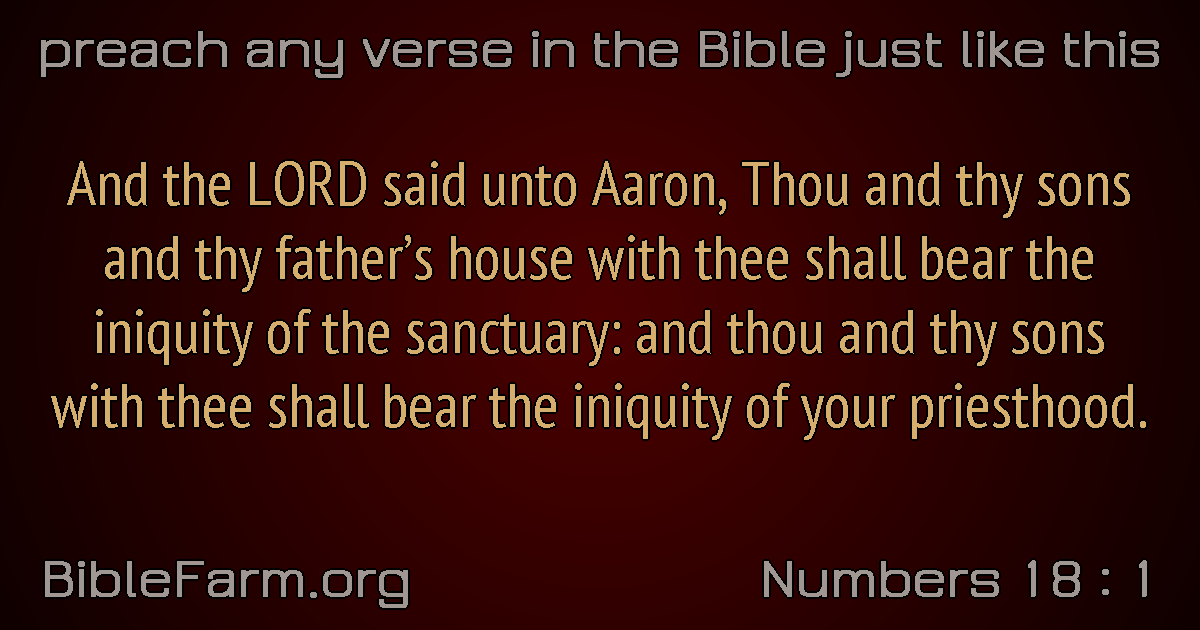 preach any verse in the Bible just like this
And the LORD said unto Aaron, Thou and thy sons
and thy father’s house with thee shall bear the
iniquity of the sanctuary: and thou and thy sons
with thee shall bear the iniquity of your priesthood.
BibleFarm.org
Numbers 18 : 1